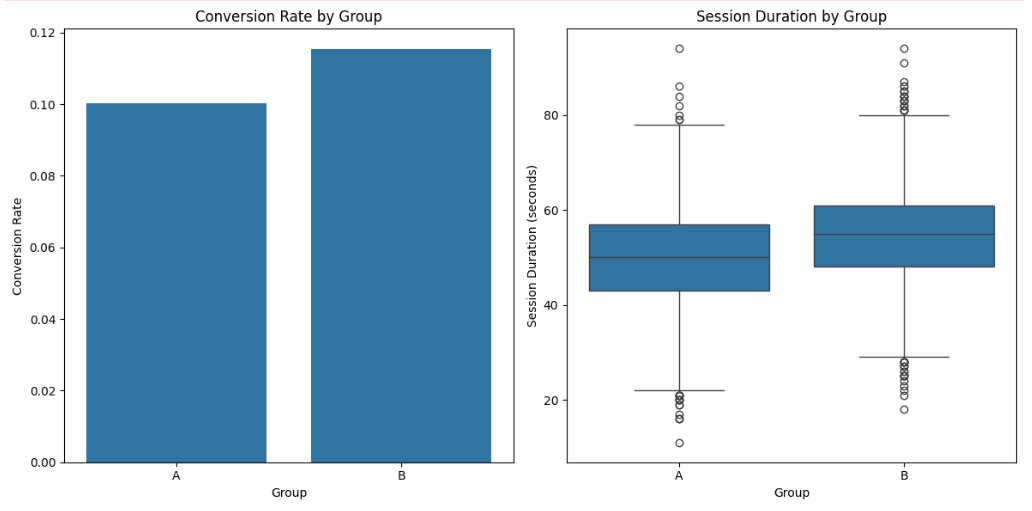 Conversion Rate by Group
Conversion Rate
0.12
0.10
0.08
0.06
0.04
0.02
0.00
A
B
Group
Session Duration by Group
Session Duration (seconds)
80
60
40
20
A
B
Group